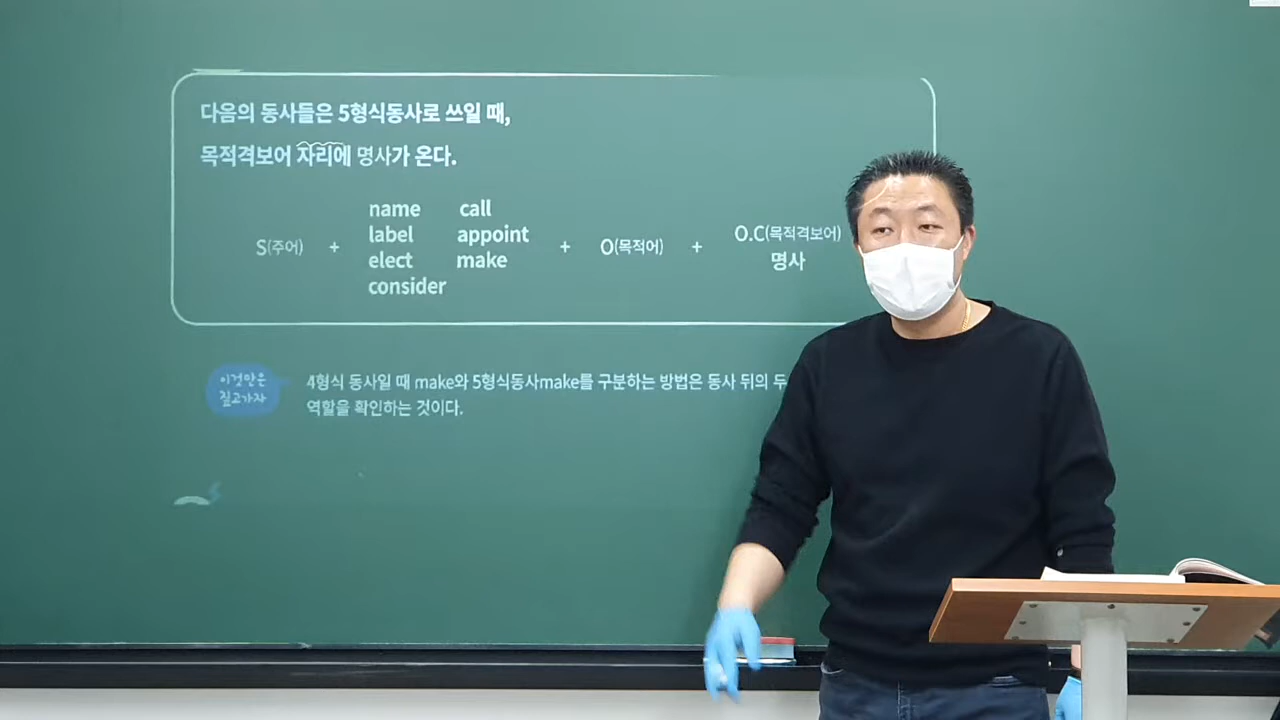 다음의 동사들은 5형식동사로 쓰일 때,
목적격보어 자리에 명사가 온다.
name call
label appoint
elect make
consider
S(주어) + + O(목적어) + O.C(목적격보어)
명사
이것만은
짚고가자
4형식 동사일 때 make와 5형식동사make를 구분하는 방법은 동사 뒤의
역할을 확인하는 것이다.